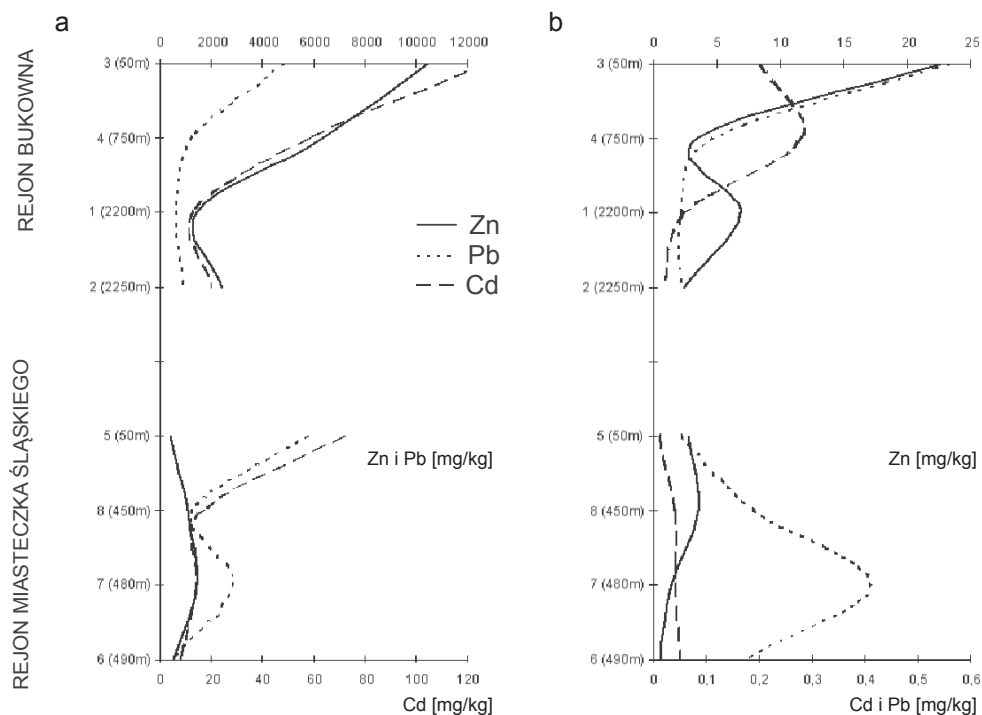 a
b
0 2000 4000 6000 8000 10000 12000
0 5 10 15 20 25
REJON BUKOWNA
3 (50m)
4 (750m)
1 (2200m)
2 (2250m)
3 (50m)
4 (750m)
1 (2200m)
2 (2250m)
Zn
Pb
Cd
REJON MIASTECZKA ŚLĄSKIEGO
5 (50m)
8 (450m)
7 (480m)
6 (490m)
Zn i Pb [mg/kg]
5 (50m)
8 (450m)
7 (480m)
6 (490m)
Zn [mg/kg]
0 20 40 60 80 100 120
Cd [mg/kg]
0 0,1 0,2 0,3 0,4 0,5 0,6
Cd i Pb [mg/kg]